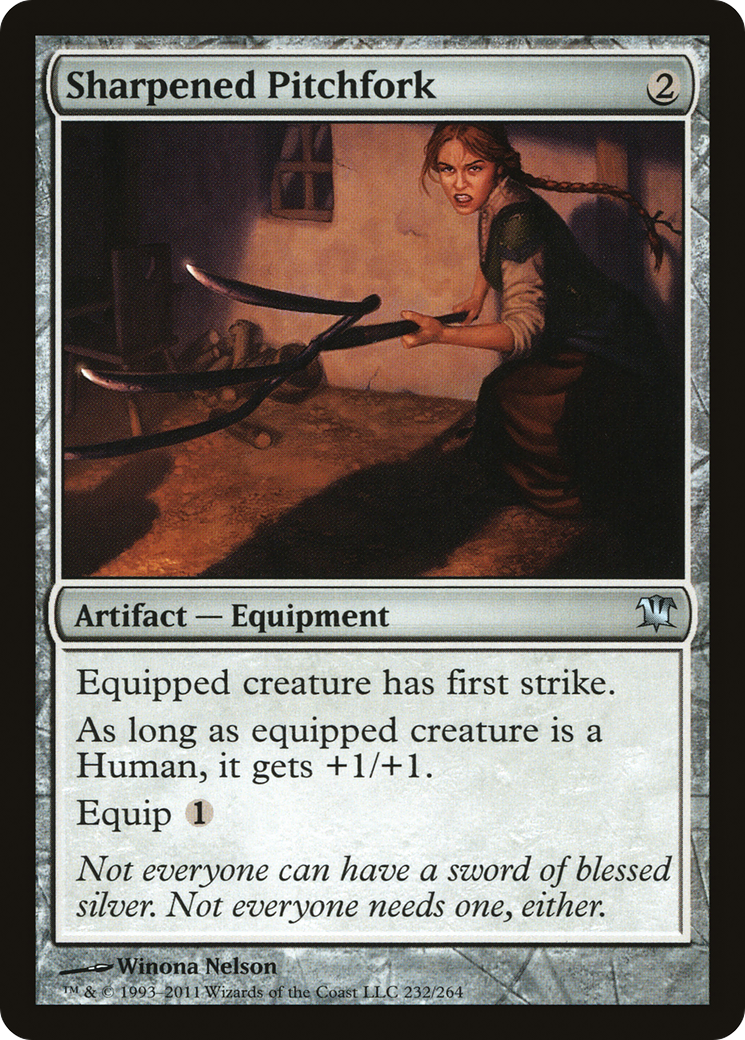 Sharpened Pitchfork 2
Artifact — Equipment
Equipped creature has first strike.
As long as equipped creature is a
Human, it gets +1/+1.
Equip 1
Not everyone can have a sword of blessed
silver. Not everyone needs one, either.
Winona Nelson
™ & © 1993–2011 Wizards of the Coast LLC 232/264